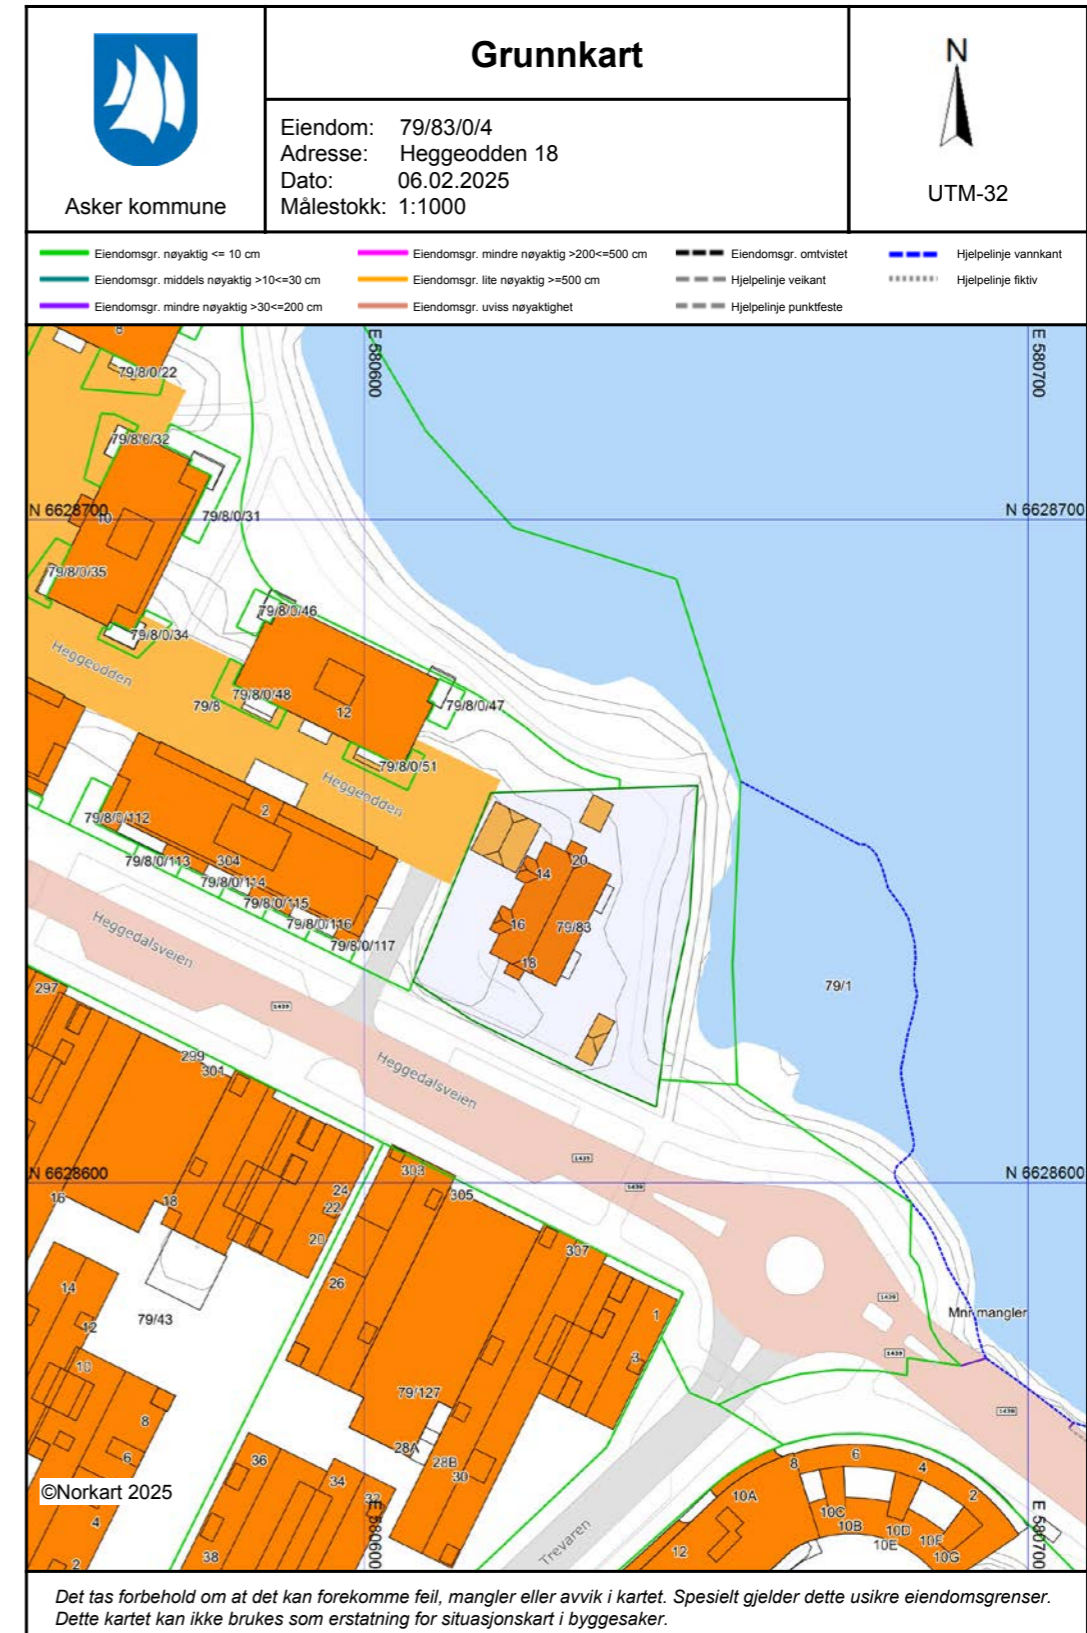 Asker kommune
Grunnkart
Eiendom: 79/83/0/4
Adresse: Heggeodden 18
Dato: 06.02.2025
Målestokk: 1:1000
N
UTM-32
Eiendomsgr. nøyaktig <= 10 cm
Eiendomsgr. middels nøyaktig >10<=30 cm
Eiendomsgr. mindre nøyaktig >30<=200 cm
Eiendomsgr. mindre nøyaktig >200<=500 cm
Eiendomsgr. lite nøyaktig >=500 cm
Eiendomsgr. uviss nøyaktighet
Eiendomsgr. omtvistet
Hjelpelinje veikant
Hjelpelinje punktfeste
Hjelpelinje vannkant
Hjelpelinje fiktiv
8
E 580600
E 580700
79/8/0/22
79/8/0/32
N 6628700
10
79/8/0/31
N 6628700
79/8/0/35
79/8/0/46
79/8/0/34
Heggeodden
79/8/0/48
79/8
12
79/8/0/47
79/8/0/51
Heggeodden
2
79/8/0/112
304
79/8/0/113
79/8/0/114
79/8/0/115
79/8/0/116
79/8/0/117
20
14
16
79/83
18
Heggedalsveien
79/1
297
1439
299
301
Heggedalsveien
1439
1439
N 6628600
303
305
N 6628600
16
18
24
22
20
307
26
14
12
79/43
10
1439
Mnr mangler
1
3
1439
79/127
8
6
28A
28B
30
1439
36
34
32
©Norkart 2025
4
2
38
E 580600
E 580700
Trevaren
8
6
4
2
10A
10C
10B
10D
10E
10F
10G
12
Det tas forbehold om at det kan forekomme feil, mangler eller avvik i kartet. Spesielt gjelder dette usikre eiendomsgrenser.
Dette kartet kan ikke brukes som erstatning for situasjonskart i byggesaker.